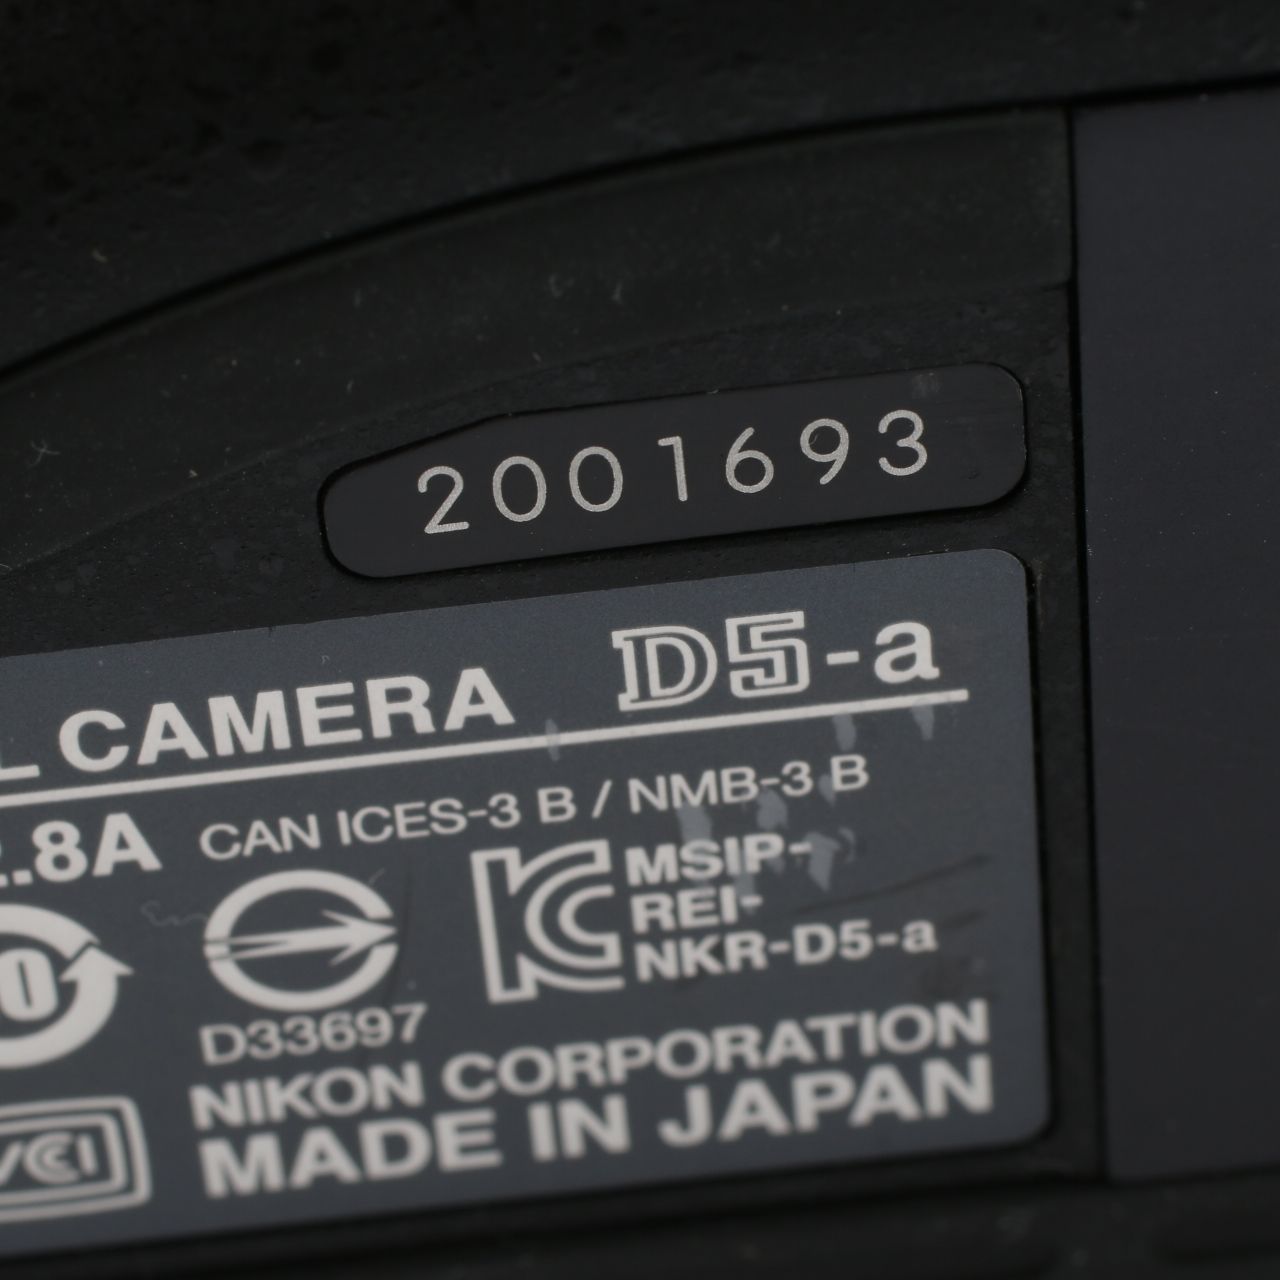 2001693
L CAMERA D5-a
.8A CAN ICES-3 B / NMB-3 B
MSIP-
REI-
NKR-D5-a
D33697
NIKON CORPORATION
VCCI
MADE IN JAPAN